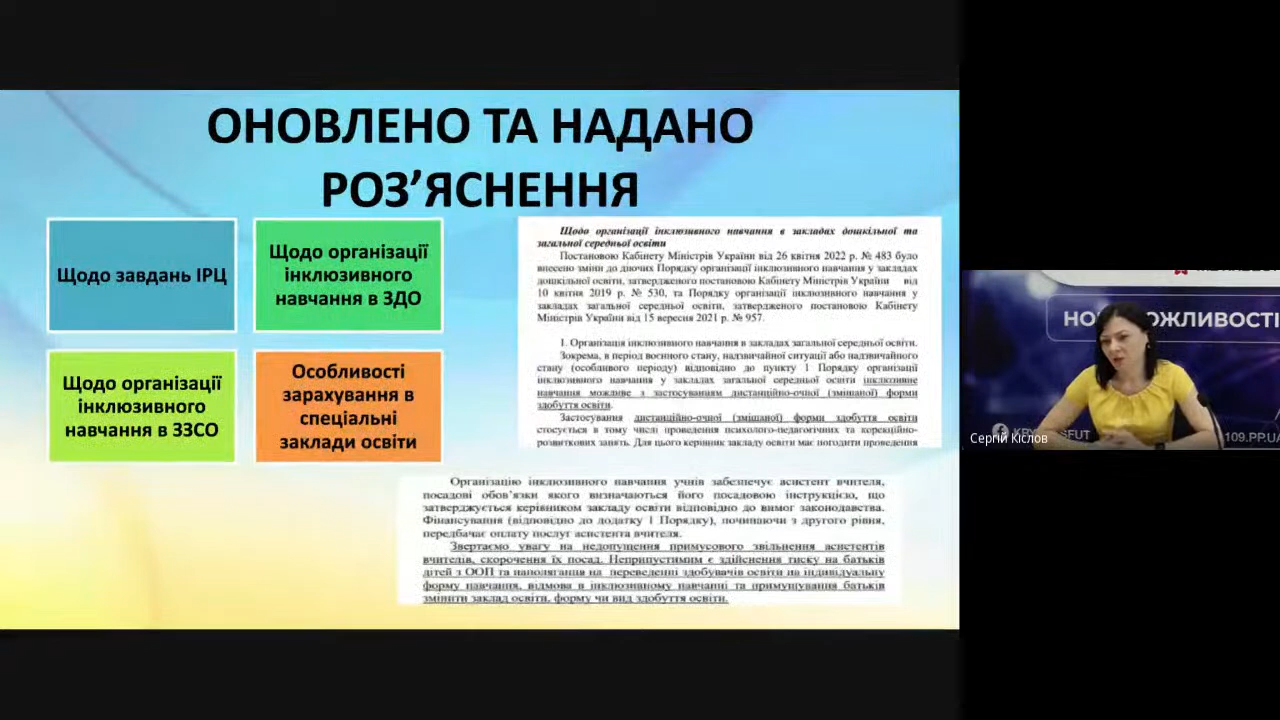 ОНОВЛЕНО ТА НАДАНО
РОЗ’ЯСНЕННЯ
Щодо завдань ІРЦ
Щодо організації
інклюзивного
навчання в ЗДО
Щодо організації
інклюзивного
навчання в ЗЗСО
Особливості
зарахування в
спеціальні
заклади освіти
Щодо організації інклюзивного навчання в закладах дошкільної та
загальної середньої освіти
Постановою Кабінету Міністрів України від 26 квітня 2022 р. № 483 було
внесено зміни до діючих Порядку організації інклюзивного навчання у закладах
дошкільної освіти, затвердженого постановою Кабінету Міністрів України від
10 квітня 2019 р. № 530, та Порядку організації інклюзивного навчання у
закладах загальної середньої освіти, затвердженого постановою Кабінету
Міністрів України від 15 вересня 2021 р. № 957.
1. Організація інклюзивного навчання в закладах загальної середньої освіти.
Зокрема, в період воєнного стану, надзвичайної ситуації або надзвичайного
стану (особливого періоду) відповідно до пункту 1 Порядку організації
інклюзивного навчання у закладах загальної середньої освіти інклюзивне
навчання можливе з застосуванням дистанційно-очної (змішаної) форми
здобуття освіти.
Застосування дистанційно-очної (змішаної) форми здобуття освіти
стосується в тому числі проведення психолого-педагогічних та корекційно-
розвиткових занять. Для цього керівник закладу освіти має погодити проведення
Організацію інклюзивного навчання учнів забезпечує асистент вчителя,
посадові обов’язки якого визначаються його посадовою інструкцією, що
затверджується керівником закладу освіти відповідно до вимог законодавства.
Фінансування (відповідно до додатку 1 Порядку), починаючи з другого рівня,
передбачає оплату послуг асистента вчителя.
Звертаємо увагу на недопущення примусового звільнення асистентів
вчителів, скорочення їх посад. Неприпустимим є здійснення тиску на батьків
дітей з ООП та наполягання на переведенні здобувачів освіти на індивідуальну
форму навчання, відмова в інклюзивному навчанні та примушування батьків
змінити заклад освіти, форму чи вид здобуття освіти.
Сергій Кіслов
109.PP.UA